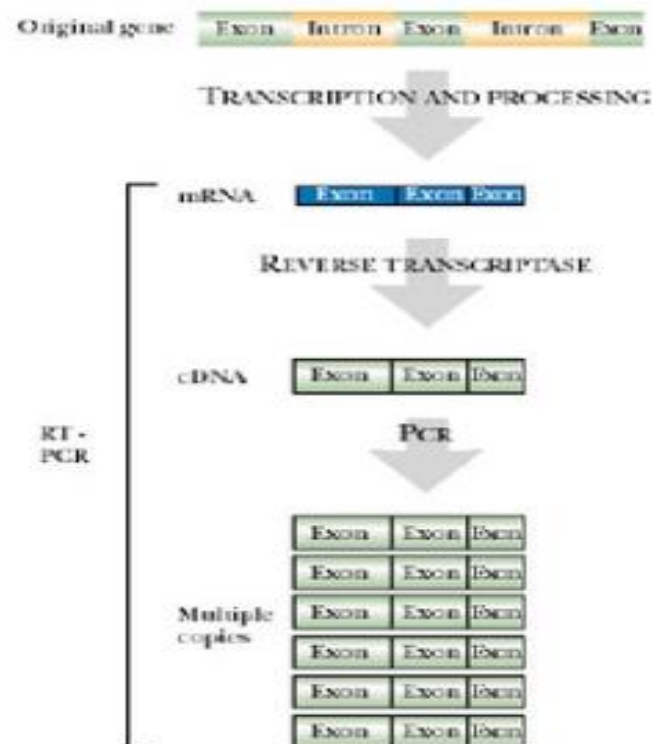 Original gene Exon Intron Exon Intron Exon
TRANSCRIPTION AND PROCESSING
mRNA Exon Exon Exon
REVERSE TRANSCRIPTASE
cDNA Exon Exon Exon
PCR
RT -
PCR
Exon Exon Exon
Exon Exon Exon
Multiple
copies
Exon Exon Exon
Exon Exon Exon
Exon Exon Exon
Exon Exon Exon